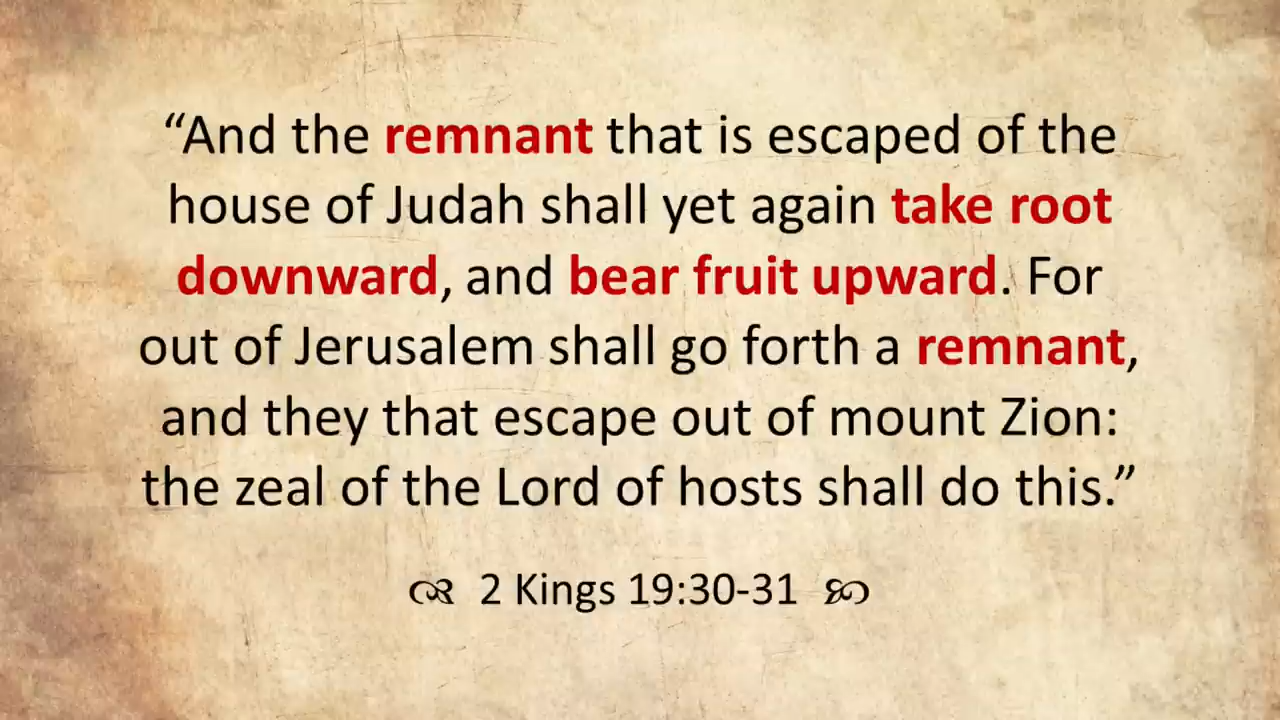 “And the remnant that is escaped of the
house of Judah shall yet again take root
downward, and bear fruit upward. For
out of Jerusalem shall go forth a remnant,
and they that escape out of mount Zion:
the zeal of the Lord of hosts shall do this.”
2 Kings 19:30-31